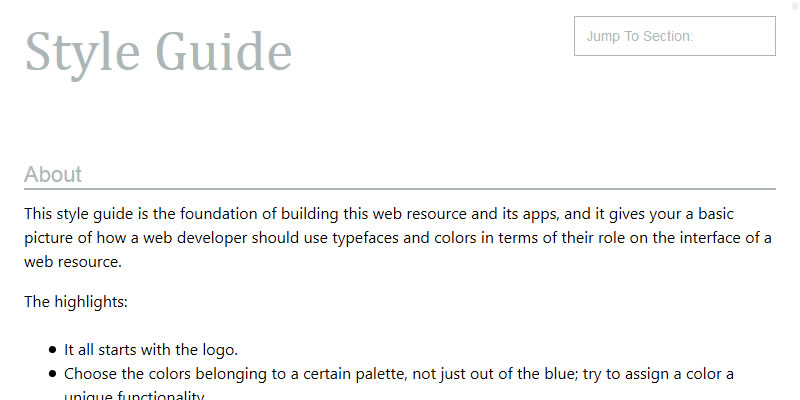 Style Guide
Jump To Section:
About
This style guide is the foundation of building this web resource and its apps, and it gives your a basic
picture of how a web developer should use typefaces and colors in terms of their role on the interface of a
web resource.
The highlights:
It all starts with the logo.
Choose the colors belonging to a certain palette, not just out of the blue; try to assign a color a
unique functionality.